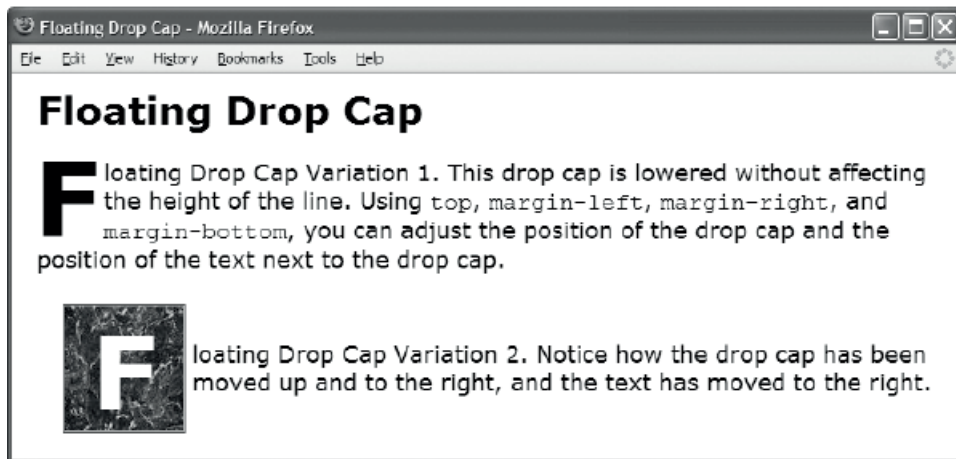 Floating Drop Cap - Mozilla Firefox
File Edit View History Bookmarks Tools Help
Floating Drop Cap
Floating Drop Cap Variation 1. This drop cap is lowered without affecting
the height of the line. Using top, margin-left, margin-right, and
margin-bottom, you can adjust the position of the drop cap and the
position of the text next to the drop cap.
Floating Drop Cap Variation 2. Notice how the drop cap has been
moved up and to the right, and the text has moved to the right.